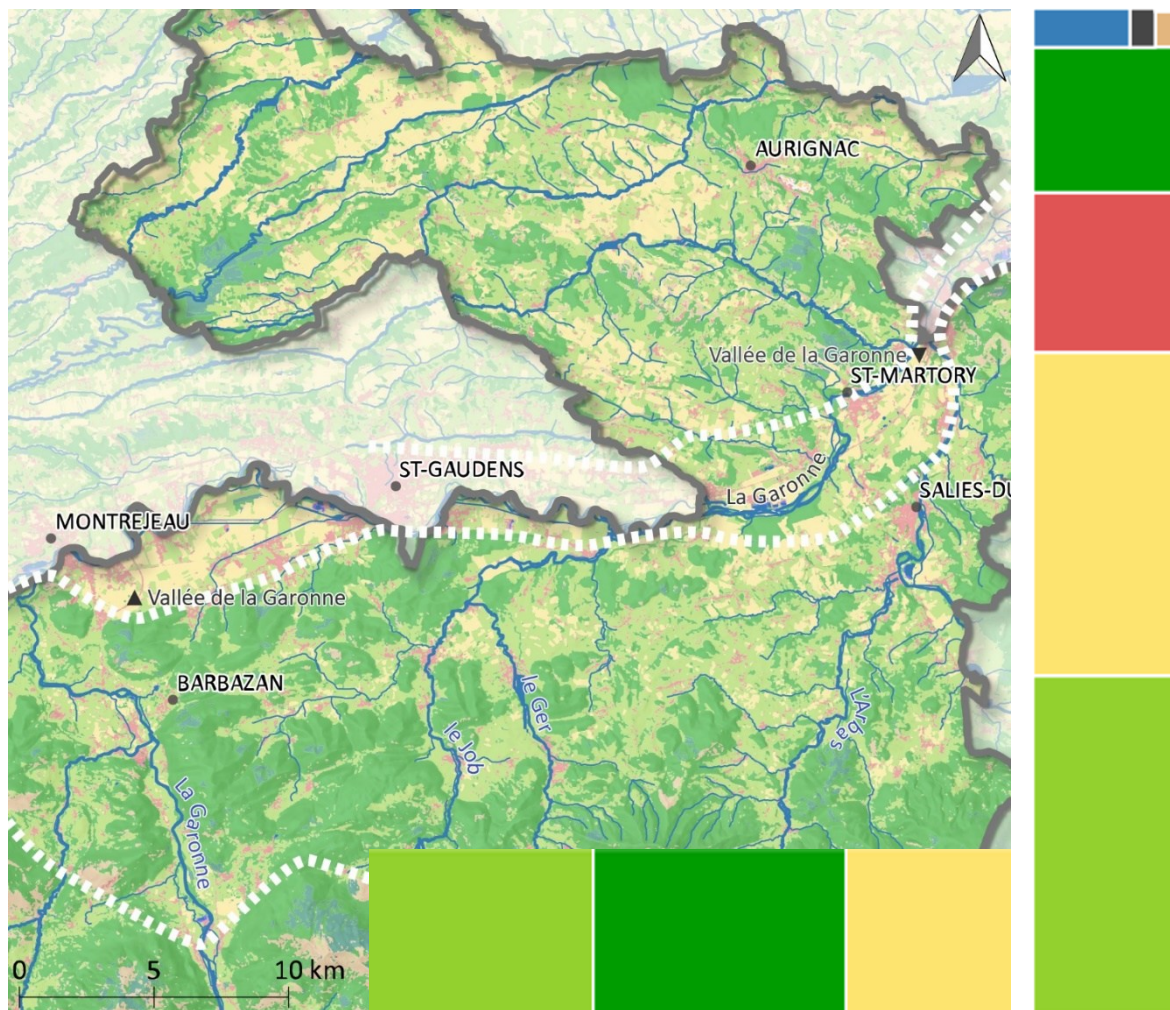 AURIGNAC
Vallée de la Garonne
ST-MARTORY
ST-GAUDENS
La Garonne
SALIES-DU
MONTREJEAU
Vallée de la Garonne
BARBAZAN
le Ger
le Job
L'Arbas
La Garonne
0 5 10 km